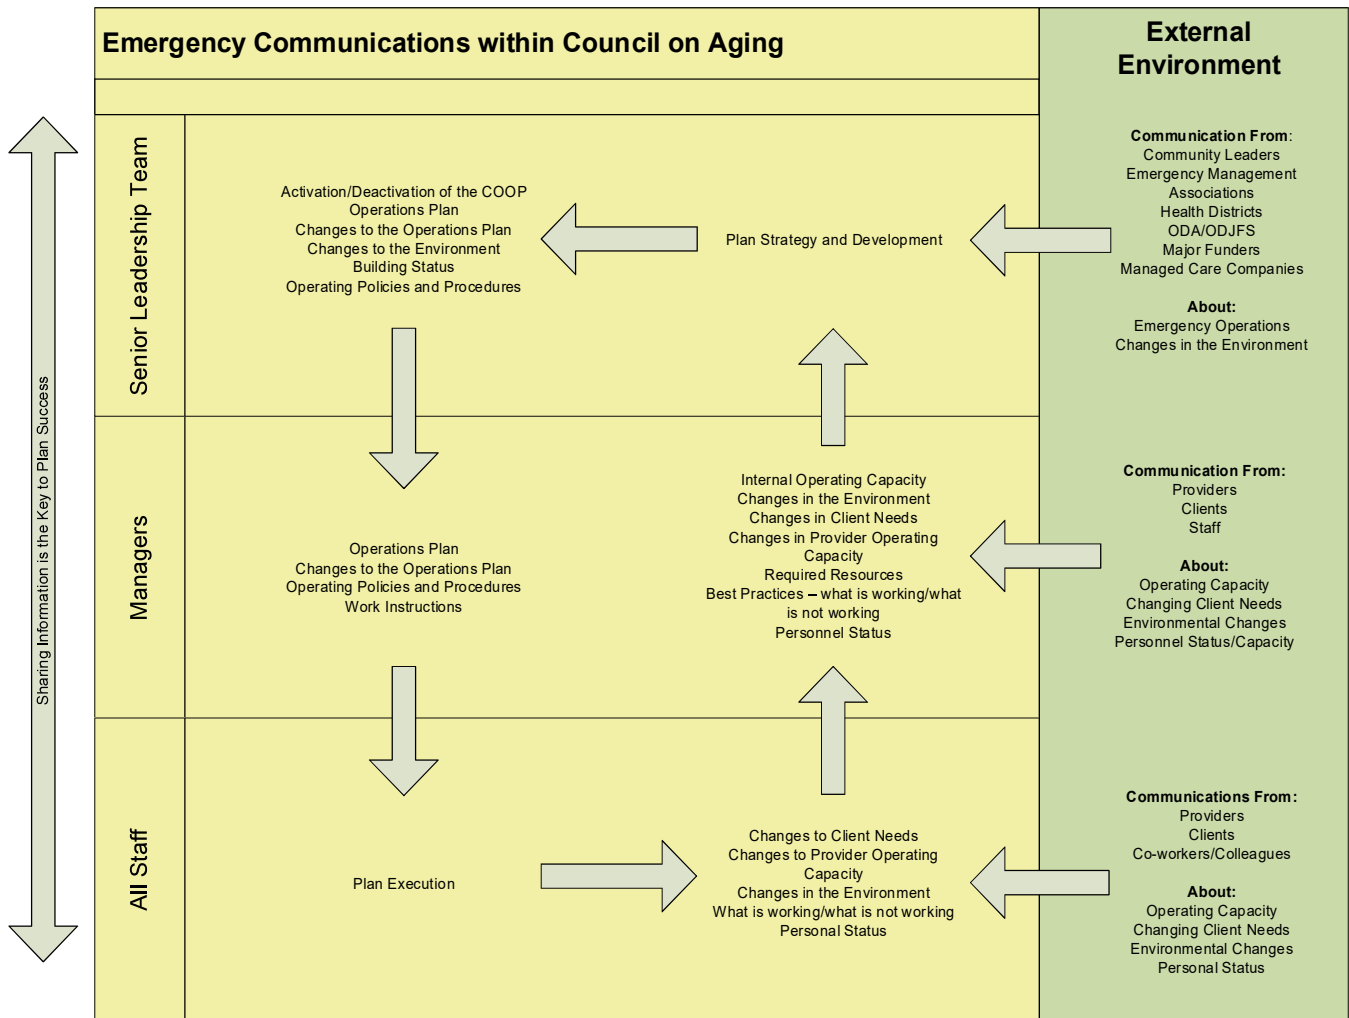 Emergency Communications within Council on Aging
External
Environment
Sharing Information is the Key to Plan Success
Senior Leadership Team
Activation/Deactivation of the COOP
Operations Plan
Changes to the Operations Plan
Changes to the Environment
Building Status
Operating Policies and Procedures
Plan Strategy and Development
Communication From:
Community Leaders
Emergency Management
Associations
Health Districts
ODA/ODJFS
Major Funders
Managed Care Companies
About:
Emergency Operations
Changes in the Environment
Managers
Operations Plan
Changes to the Operations Plan
Operating Policies and Procedures
Work Instructions
Internal Operating Capacity
Changes in the Environment
Changes in Client Needs
Changes in Provider Operating
Capacity
Required Resources
Best Practices – what is working/what
is not working
Personnel Status
Communication From:
Providers
Clients
Staff
About:
Operating Capacity
Changing Client Needs
Environmental Changes
Personnel Status/Capacity
All Staff
Plan Execution
Changes to Client Needs
Changes to Provider Operating
Capacity
Changes in the Environment
What is working/what is not working
Personal Status
Communications From:
Providers
Clients
Co-workers/Colleagues
About:
Operating Capacity
Changing Client Needs
Environmental Changes
Personal Status